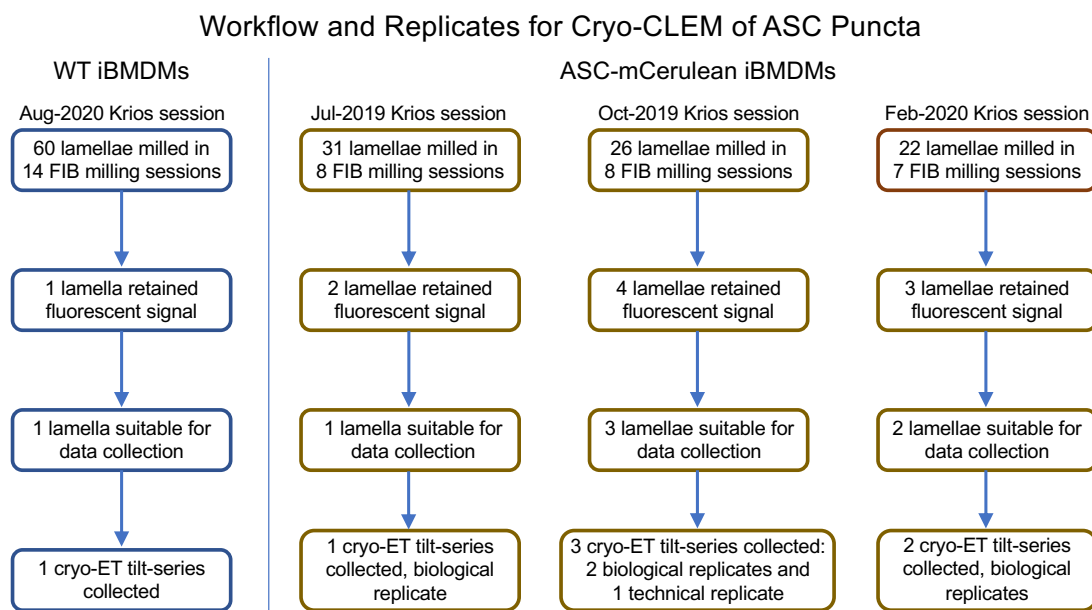 Workflow and Replicates for Cryo-CLEM of ASC Puncta
WT iBMDMs
Aug-2020 Krios session
60 lamellae milled in
14 FIB milling sessions
1 lamella retained
fluorescent signal
1 lamella suitable for
data collection
1 cryo-ET tilt-series
collected
ASC-mCerulean iBMDMs
Jul-2019 Krios session
31 lamellae milled in
8 FIB milling sessions
2 lamellae retained
fluorescent signal
1 lamella suitable for
data collection
1 cryo-ET tilt-series
collected, biological
replicate
Oct-2019 Krios session
26 lamellae milled in
8 FIB milling sessions
4 lamellae retained
fluorescent signal
3 lamellae suitable for
data collection
3 cryo-ET tilt-series collected:
2 biological replicates and
1 technical replicate
Feb-2020 Krios session
22 lamellae milled in
7 FIB milling sessions
3 lamellae retained
fluorescent signal
2 lamellae suitable for
data collection
2 cryo-ET tilt-series
collected, biological
replicates